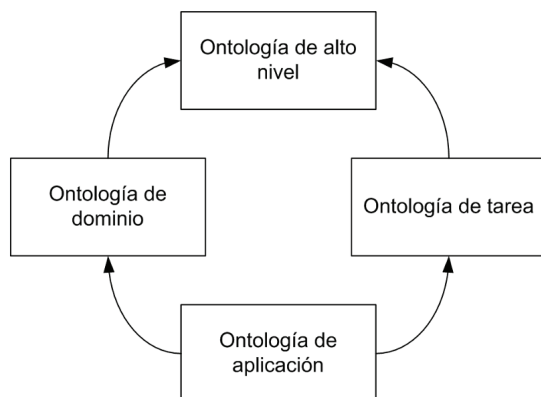 Ontología de alto
nivel
Ontología de
dominio
Ontología de tarea
Ontología de
aplicación